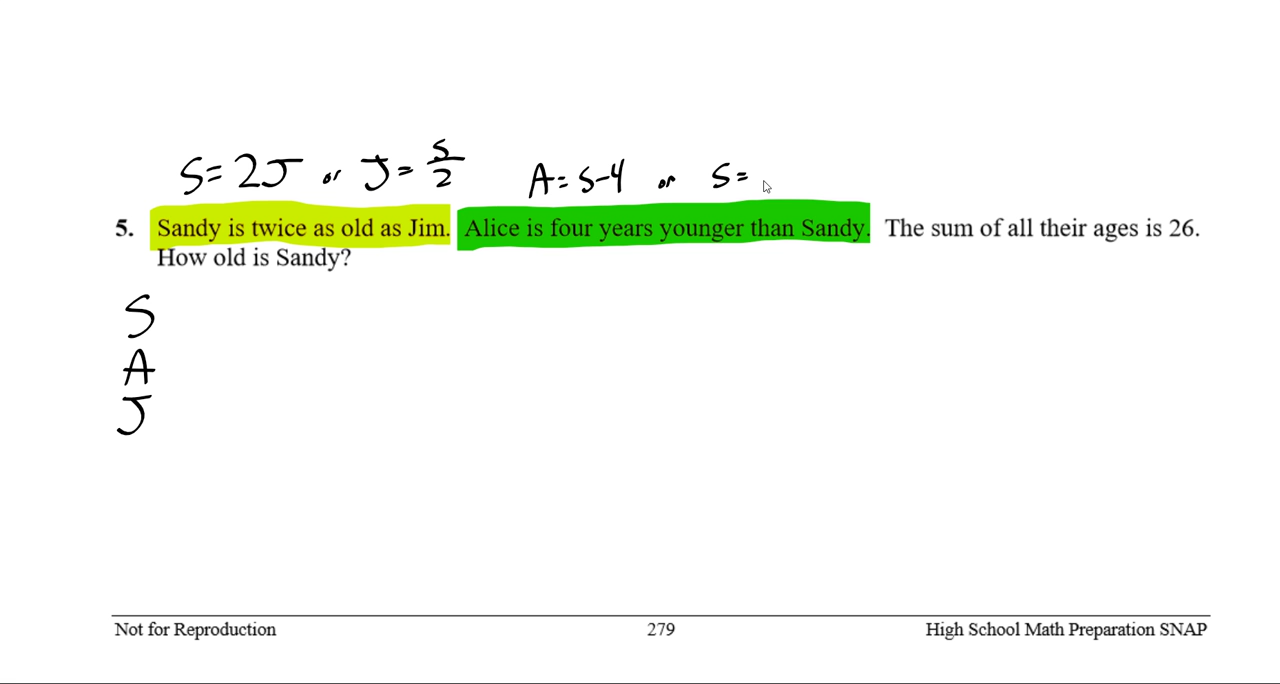 S=2J or J=S/2 A=S-4 or S=
5. Sandy is twice as old as Jim. Alice is four years younger than Sandy. The sum of all their ages is 26.
How old is Sandy?
S
A
J
Not for Reproduction 279 High School Math Preparation SNAP